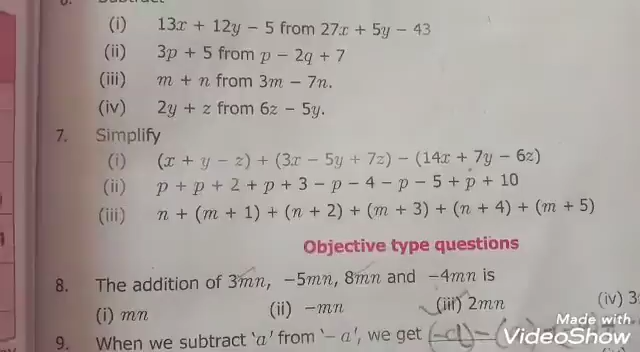 (i) 13x + 12y − 5 from 27x + 5y − 43
(ii) 3p + 5 from p − 2q + 7
(iii) m + n from 3m − 7n.
(iv) 2y + z from 6z − 5y.
7. Simplify
(i) (x + y − z) + (3x − 5y + 7z) − (14x + 7y − 6z)
(ii) p + p + 2 + p + 3 − p − 4 − p − 5 + p + 10
(iii) n + (m + 1) + (n + 2) + (m + 3) + (n + 4) + (m + 5)
Objective type questions
8. The addition of 3mn, −5mn, 8mn and −4mn is
(i) mn (ii) −mn (iii) 2mn (iv) 3
Made with
VideoShow
9. When we subtract ‘a’ from ‘− a’, we get (−a) −